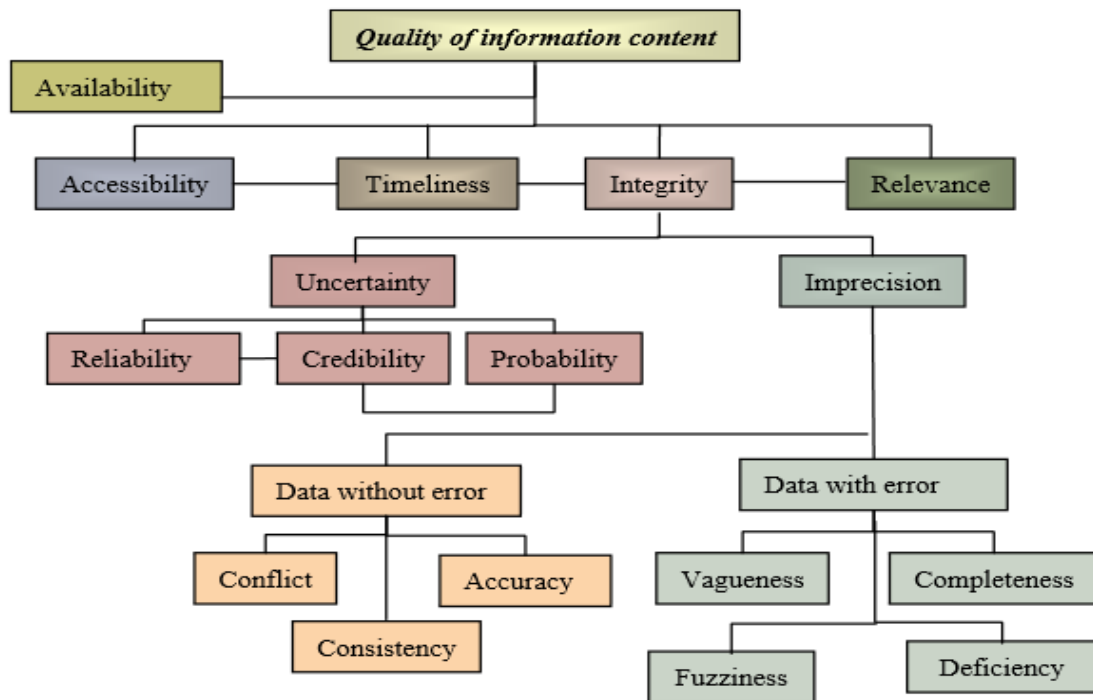 Quality of information content
Availability
Accessibility
Timeliness
Integrity
Relevance
Uncertainty
Imprecision
Reliability
Credibility
Probability
Data without error
Data with error
Conflict
Accuracy
Vagueness
Completeness
Consistency
Fuzziness
Deficiency